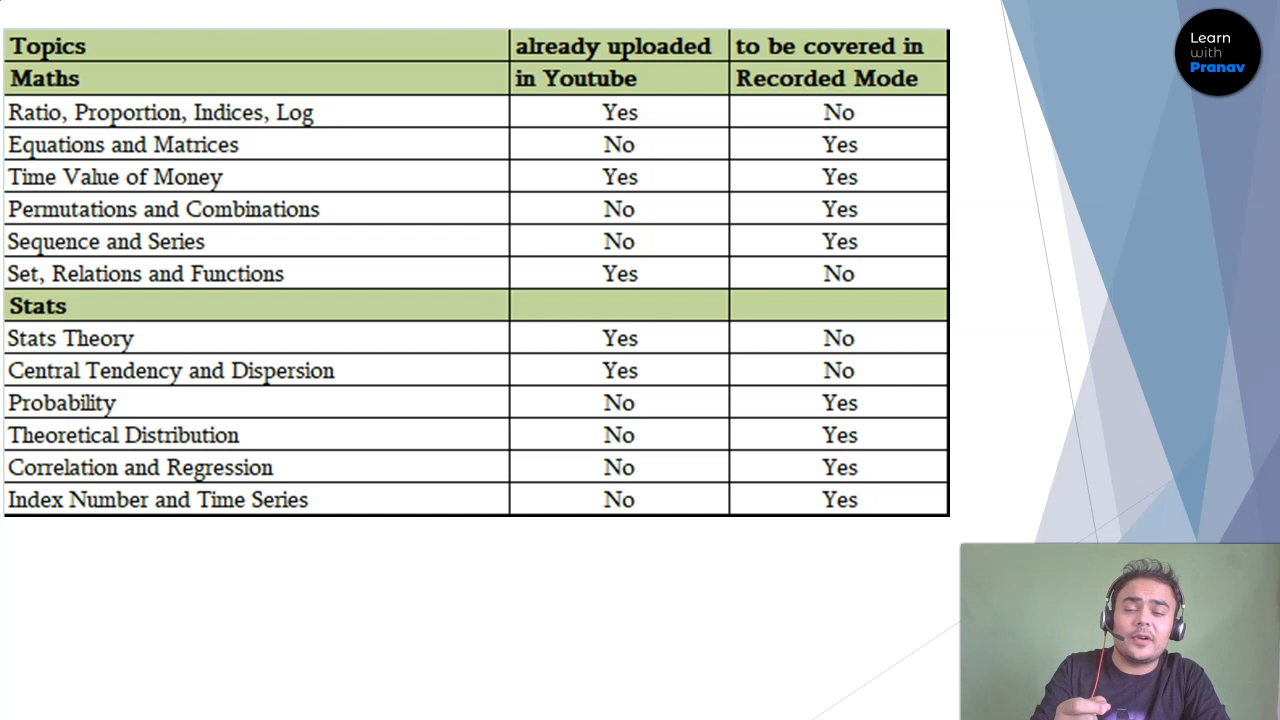 Topics already uploaded to be covered in
Maths in Youtube Recorded Mode
Ratio, Proportion, Indices, Log Yes No
Equations and Matrices No Yes
Time Value of Money Yes Yes
Permutations and Combinations No Yes
Sequence and Series No Yes
Set, Relations and Functions Yes No
Stats
Stats Theory Yes No
Central Tendency and Dispersion Yes No
Probability No Yes
Theoretical Distribution No Yes
Correlation and Regression No Yes
Index Number and Time Series No Yes
Learn
with
Pranav